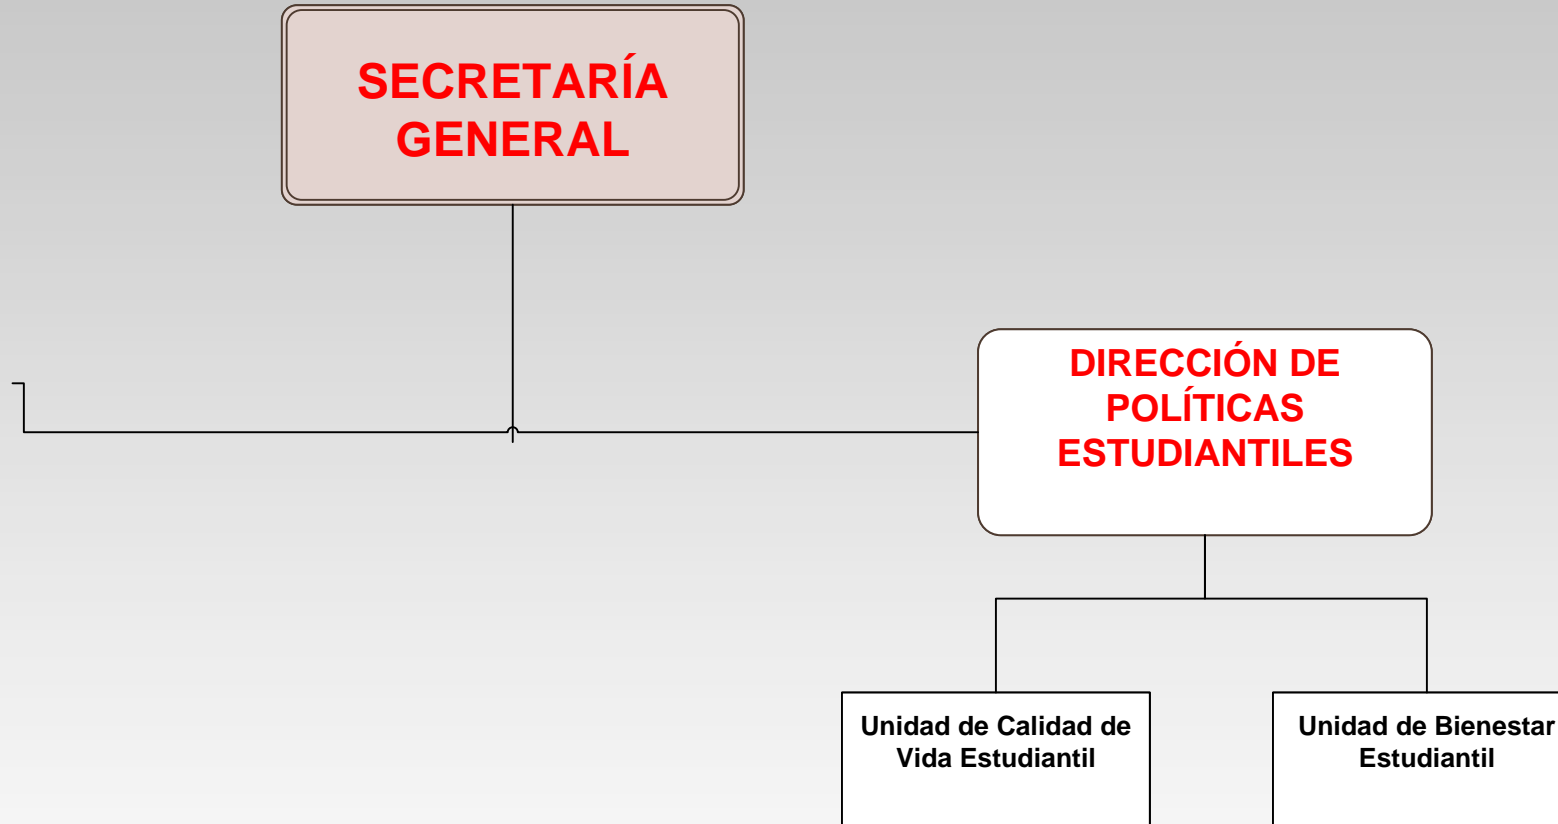 SECRETARÍA
GENERAL
DIRECCIÓN DE
POLÍTICAS
ESTUDIANTILES
Unidad de Calidad de
Vida Estudiantil
Unidad de Bienestar
Estudiantil